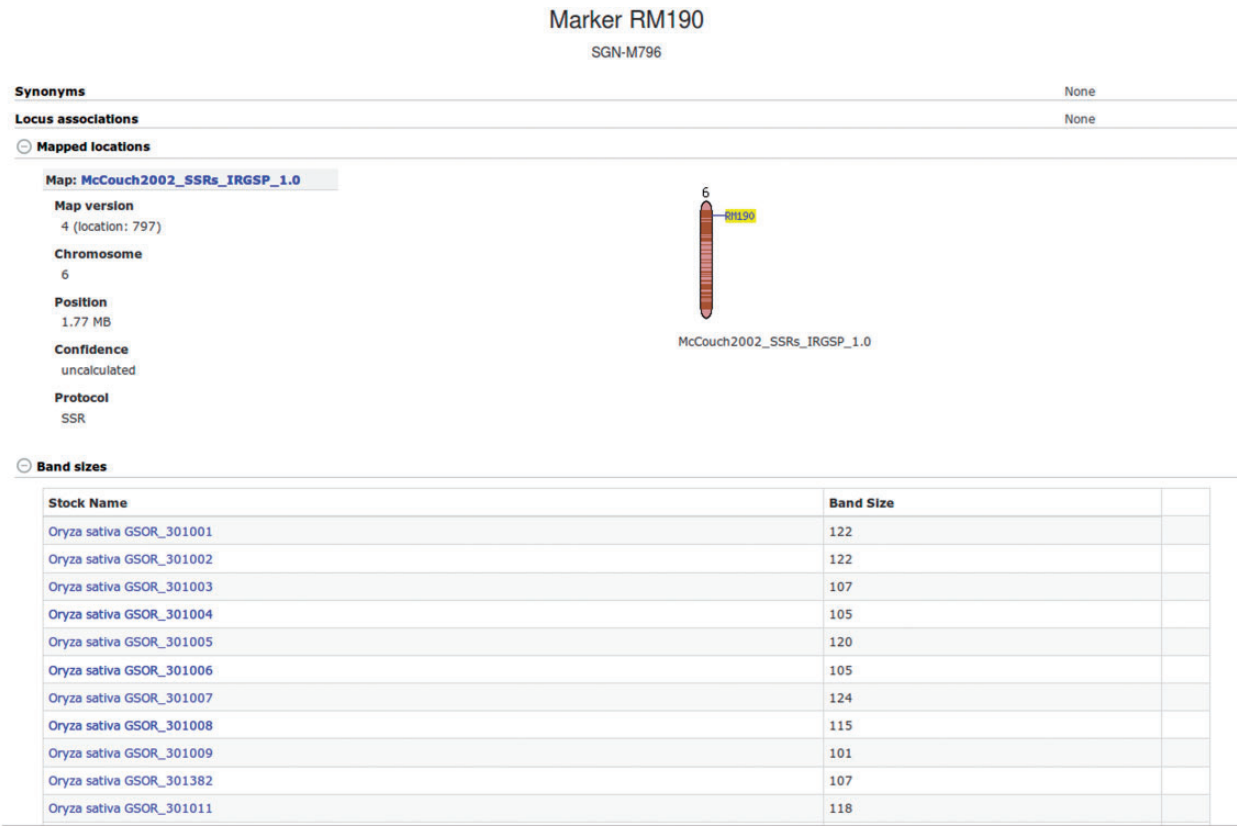 Marker RM190
SGN-M796
Synonyms None
Locus associations None
Mapped locations
Map: McCouch2002_SSRs_IRGSP_1.0
Map version
4 (location: 797)
Chromosome
6
Position
1.77 MB
Confidence
uncalculated
Protocol
SSR
6
RM190
McCouch2002_SSRs_IRGSP_1.0
Band sizes
Stock Name Band Size
Oryza sativa GSOR_301001 122
Oryza sativa GSOR_301002 122
Oryza sativa GSOR_301003 107
Oryza sativa GSOR_301004 105
Oryza sativa GSOR_301005 120
Oryza sativa GSOR_301006 105
Oryza sativa GSOR_301007 124
Oryza sativa GSOR_301008 115
Oryza sativa GSOR_301009 101
Oryza sativa GSOR_301382 107
Oryza sativa GSOR_301011 118